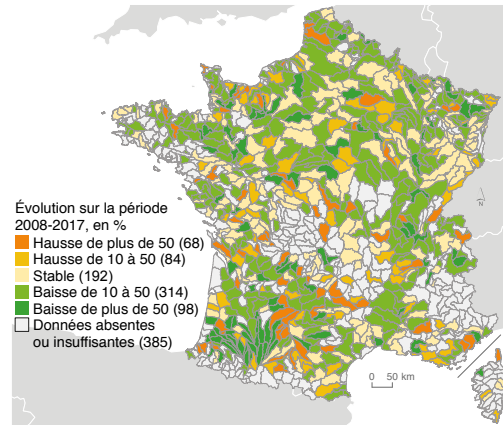 Évolution sur la période
2008-2017, en %
Hausse de plus de 50 (68)
Hausse de 10 à 50 (84)
Stable (192)
Baisse de 10 à 50 (314)
Baisse de plus de 50 (98)
Données absentes
ou insuffisantes (385)
N
0 50 km